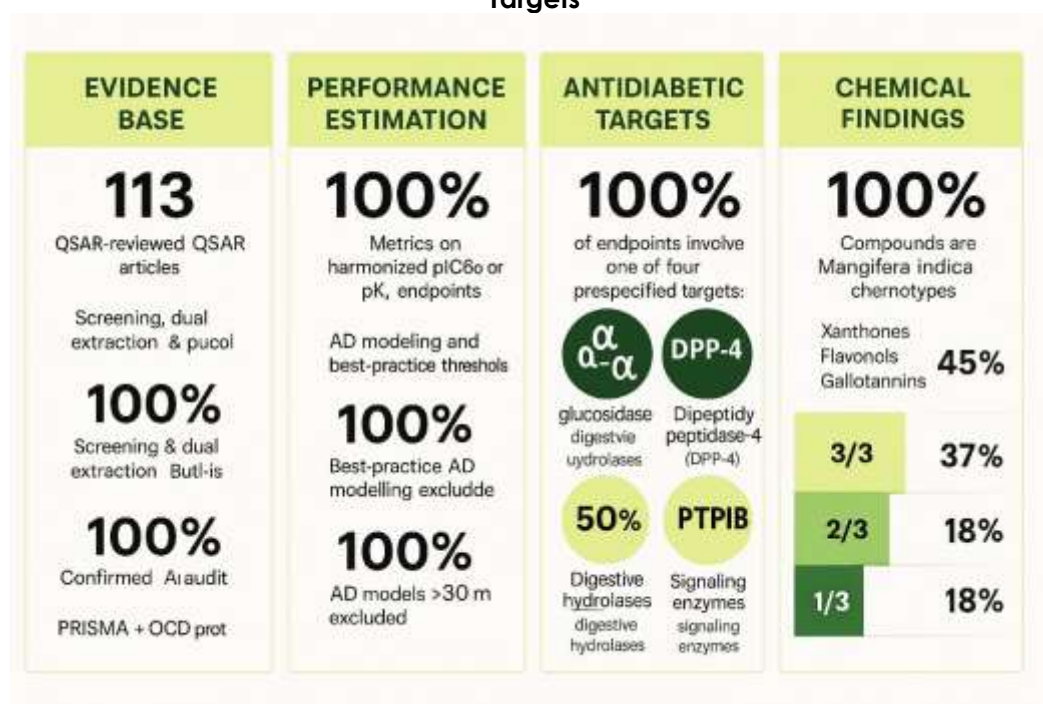 Targets
EVIDENCE
BASE
113
QSAR-reviewed QSAR
articles
Screening, dual
extraction & pucol
100%
Screening & dual
extraction Butl-is
100%
Confirmed Aıaudit
PRISMA + OCD prot
PERFORMANCE
ESTIMATION
100%
Metrics on
harmonized pIC6o or
pK, endpoints
AD modeling and
best-practice threshols
100%
Best-practice AD
modelling excludde
100%
AD models >30 m
excluded
ANTIDIABETIC
TARGETS
100%
of endpoints involve
one of four
prespecified targets:
α
α-α
glucosidase
digestvie
uydrolases
DPP-4
Dipeptidy
peptidase-4
(DPP-4)
50%
Digestive
hydrolases
digestive
hydrolases
PTPIB
Signaling
enzymes
signaling
enzymes
CHEMICAL
FINDINGS
100%
Compounds are
Mangifera indica
chernotypes
Xanthones
Flavonols
Gallotannins
45%
3/3 37%
2/3 18%
1/3 18%